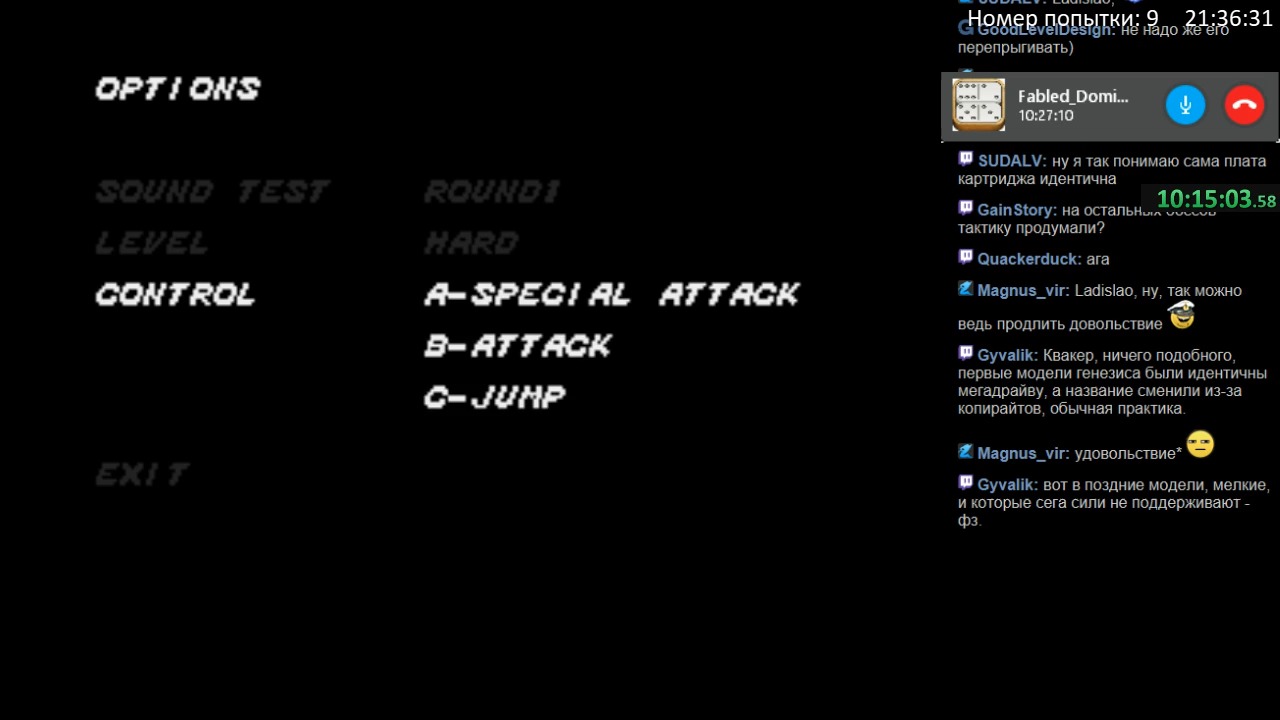 OPTIONS
SOUND TEST ROUND1
LEVEL HARD
CONTROL A-SPECIAL ATTACK
B-ATTACK
C-JUMP
EXIT
Номер попытки: 9 21:36:31
GoodLevelDesign: не надо же его
перепрыгивать)
Fabled_Domi...
10:27:10
SUDALV: ну я так понимаю сама плата
картриджа идентична
10:15:03.58
GainStory: на остальных боссов
тактику продумали?
Quackerduck: ага
Magnus_vir: Ladislao, ну, так можно
ведь продлить довольствие
Gyvalik: Квакер, ничего подобного,
первые модели генезиса были идентичны
мегадрайву, а название сменили из-за
копирайтов, обычная практика.
Magnus_vir: удовольствие*
Gyvalik: вот в поздние модели, мелкие,
и которые сега сили не поддерживают -
фз.